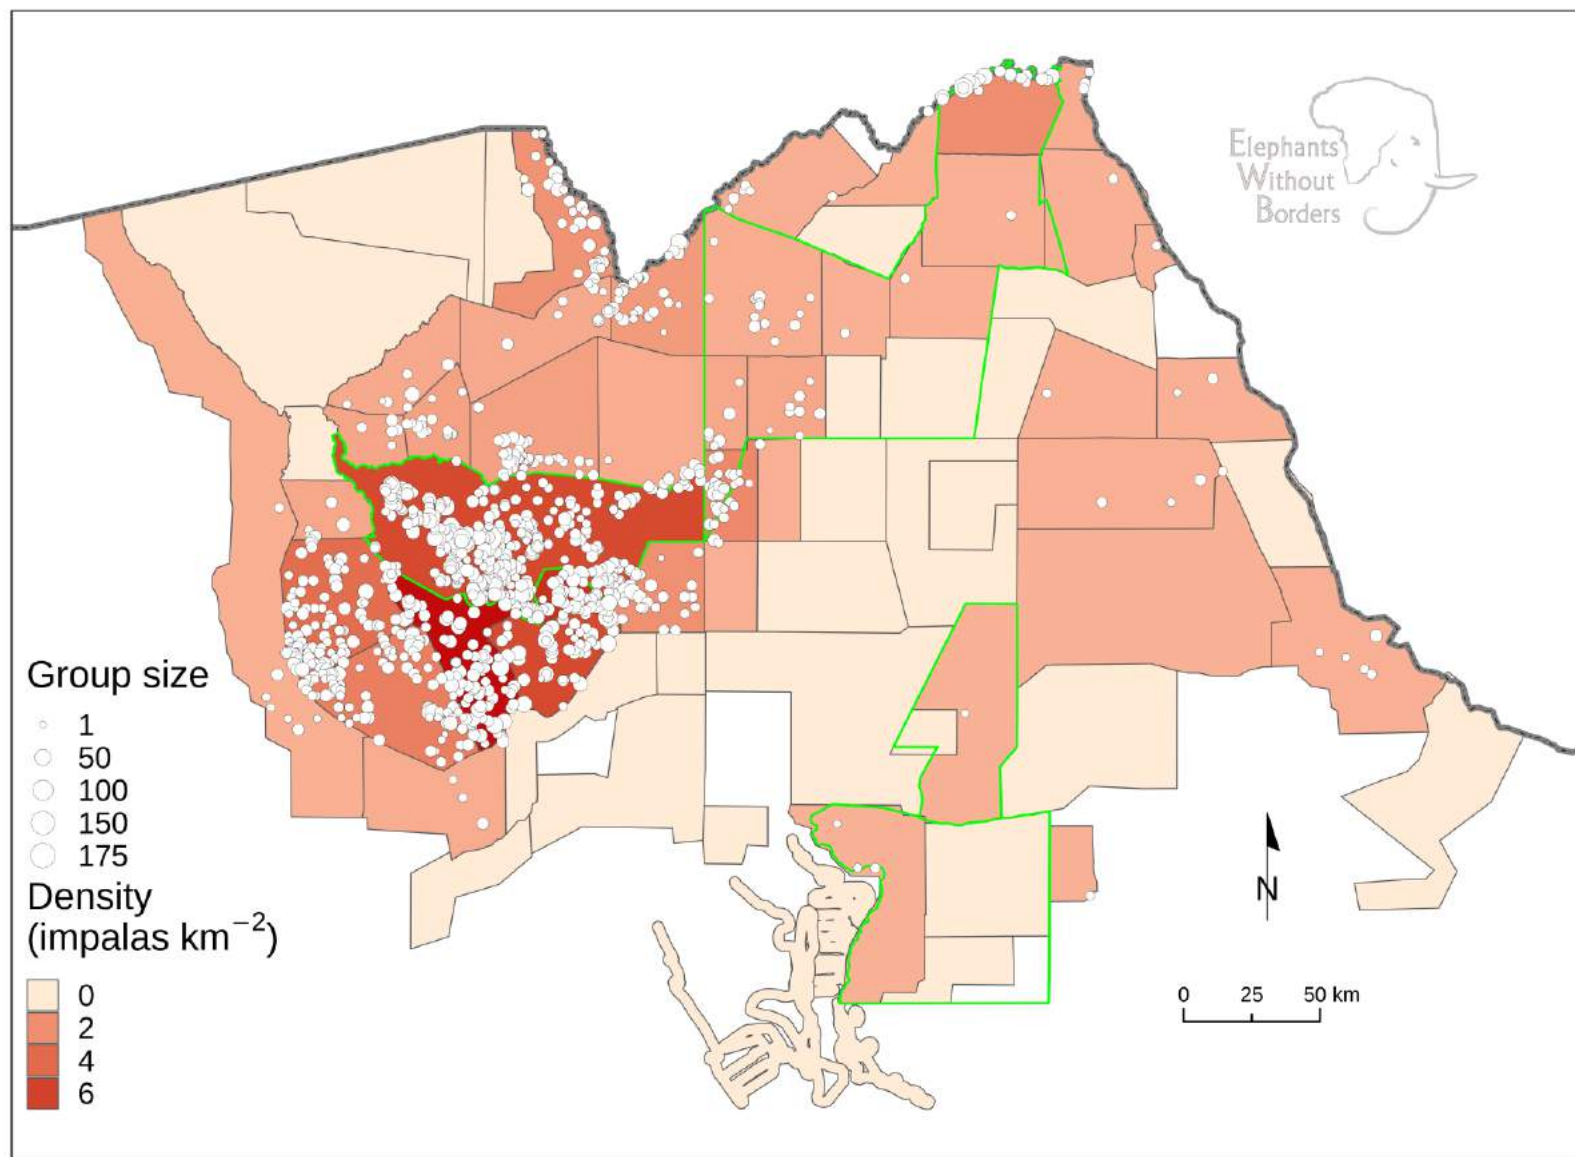 Elephants
Without
Borders
Group size
1
50
100
150
175
Density
(impalas km⁻²)
0
2
4
6
N
0 25 50 km